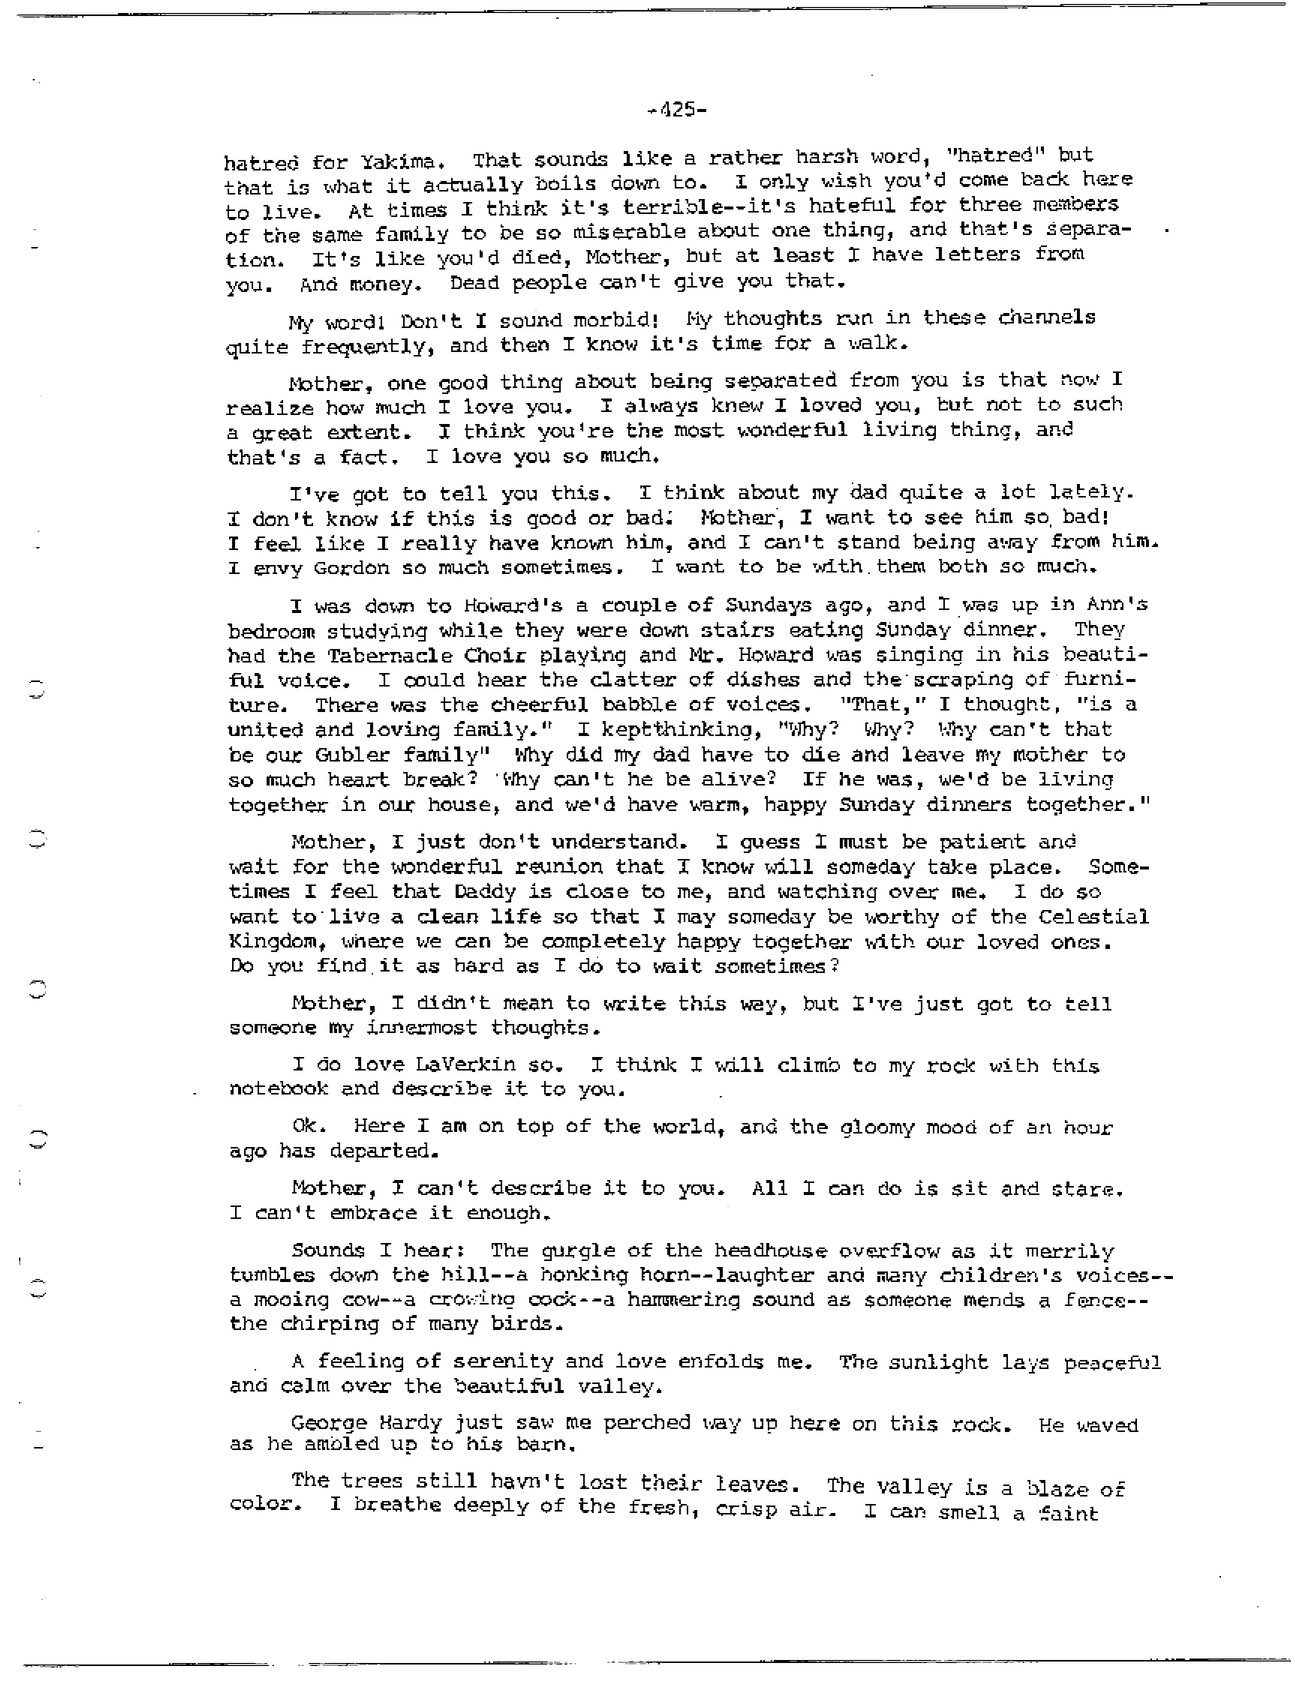 -425-
hatred for Yakima. That sounds like a rather harsh word, "hatred" but
that is what it actually boils down to. I only wish you'd come back here
to live. At times I think it's terrible--it's hateful for three members
of the same family to be so miserable about one thing, and that's separa-
tion. It's like you'd died, Mother, but at least I have letters from
you. And money. Dead people can't give you that.
My word! Don't I sound morbid! My thoughts run in these channels
quite frequently, and then I know it's time for a walk.
Mother, one good thing about being separated from you is that now I
realize how much I love you. I always knew I loved you, but not to such
a great extent. I think you're the most wonderful living thing, and
that's a fact. I love you so much.
I've got to tell you this. I think about my dad quite a lot lately.
I don't know if this is good or bad. Mother, I want to see him so bad!
I feel like I really have known him, and I can't stand being away from him.
I envy Gordon so much sometimes. I want to be with them both so much.
I was down to Howard's a couple of Sundays ago, and I was up in Ann's
bedroom studying while they were down stairs eating Sunday dinner. They
had the Tabernacle Choir playing and Mr. Howard was singing in his beauti-
ful voice. I could hear the clatter of dishes and the scraping of furni-
ture. There was the cheerful babble of voices. "That," I thought, "is a
united and loving family." I keptthinking, "Why? Why? Why can't that
be our Gubler family" Why did my dad have to die and leave my mother to
so much heart break? Why can't he be alive? If he was, we'd be living
together in our house, and we'd have warm, happy Sunday dinners together."
Mother, I just don't understand. I guess I must be patient and
wait for the wonderful reunion that I know will someday take place. Some-
times I feel that Daddy is close to me, and watching over me. I do so
want to live a clean life so that I may someday be worthy of the Celestial
Kingdom, where we can be completely happy together with our loved ones.
Do you find it as hard as I do to wait sometimes?
Mother, I didn't mean to write this way, but I've just got to tell
someone my innermost thoughts.
I do love LaVerkin so. I think I will climb to my rock with this
notebook and describe it to you.
Ok. Here I am on top of the world, and the gloomy mood of an hour
ago has departed.
Mother, I can't describe it to you. All I can do is sit and stare.
I can't embrace it enough.
Sounds I hear: The gurgle of the headhouse overflow as it merrily
tumbles down the hill--a honking horn--laughter and many children's voices--
a mooing cow--a crowing cock--a hammering sound as someone mends a fence--
the chirping of many birds.
A feeling of serenity and love enfolds me. The sunlight lays peaceful
and calm over the beautiful valley.
George Hardy just saw me perched way up here on this rock. He waved
as he ambled up to his barn.
The trees still havn't lost their leaves. The valley is a blaze of
color. I breathe deeply of the fresh, crisp air. I can smell a faint